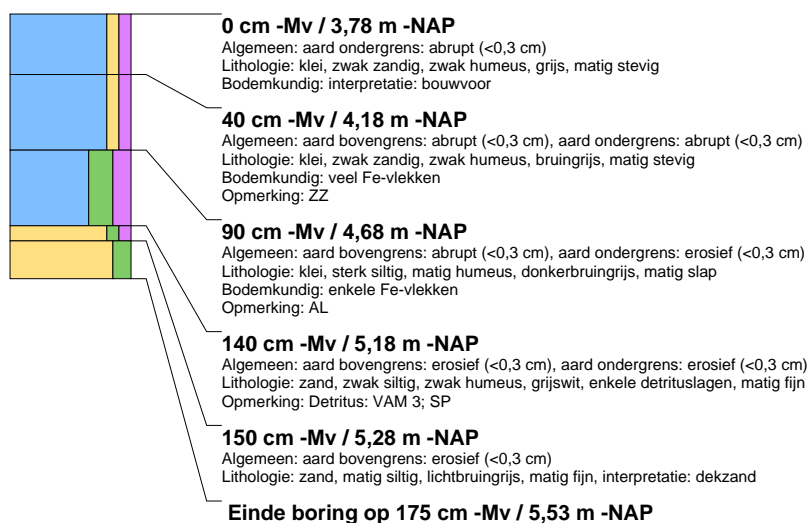 0 cm -Mv / 3,78 m -NAP
Algemeen: aard ondergrens: abrupt (<0,3 cm)
Lithologie: klei, zwak zandig, zwak humeus, grijs, matig stevig
Bodemkundig: interpretatie: bouwvoor
40 cm -Mv / 4,18 m -NAP
Algemeen: aard bovengrens: abrupt (<0,3 cm), aard ondergrens: abrupt (<0,3 cm)
Lithologie: klei, zwak zandig, zwak humeus, bruingrijs, matig stevig
Bodemkundig: veel Fe-vlekken
Opmerking: ZZ
90 cm -Mv / 4,68 m -NAP
Algemeen: aard bovengrens: abrupt (<0,3 cm), aard ondergrens: erosief (<0,3 cm)
Lithologie: klei, sterk siltig, matig humeus, donkerbruingrijs, matig slap
Bodemkundig: enkele Fe-vlekken
Opmerking: AL
140 cm -Mv / 5,18 m -NAP
Algemeen: aard bovengrens: erosief (<0,3 cm), aard ondergrens: erosief (<0,3 cm)
Lithologie: zand, zwak siltig, zwak humeus, grijswit, enkele detrituslagen, matig fijn
Opmerking: Detritus: VAM 3; SP
150 cm -Mv / 5,28 m -NAP
Algemeen: aard bovengrens: erosief (<0,3 cm)
Lithologie: zand, matig siltig, lichtbruingrijs, matig fijn, interpretatie: dekzand
Einde boring op 175 cm -Mv / 5,53 m -NAP